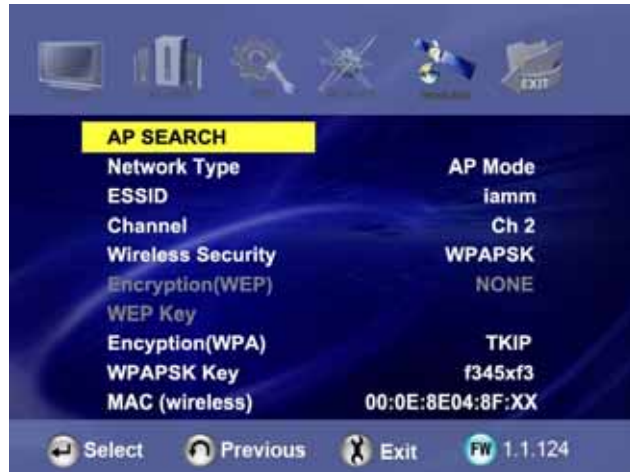 EXIT
AP SEARCH
Network Type AP Mode
ESSID iamm
Channel Ch 2
Wireless Security WPAPSK
Encryption(WEP) NONE
WEP Key
Encyption(WPA) TKIP
WPAPSK Key f345xf3
MAC (wireless) 00:0E:8E04:8F:XX
Select Previous Exit FW 1.1.124